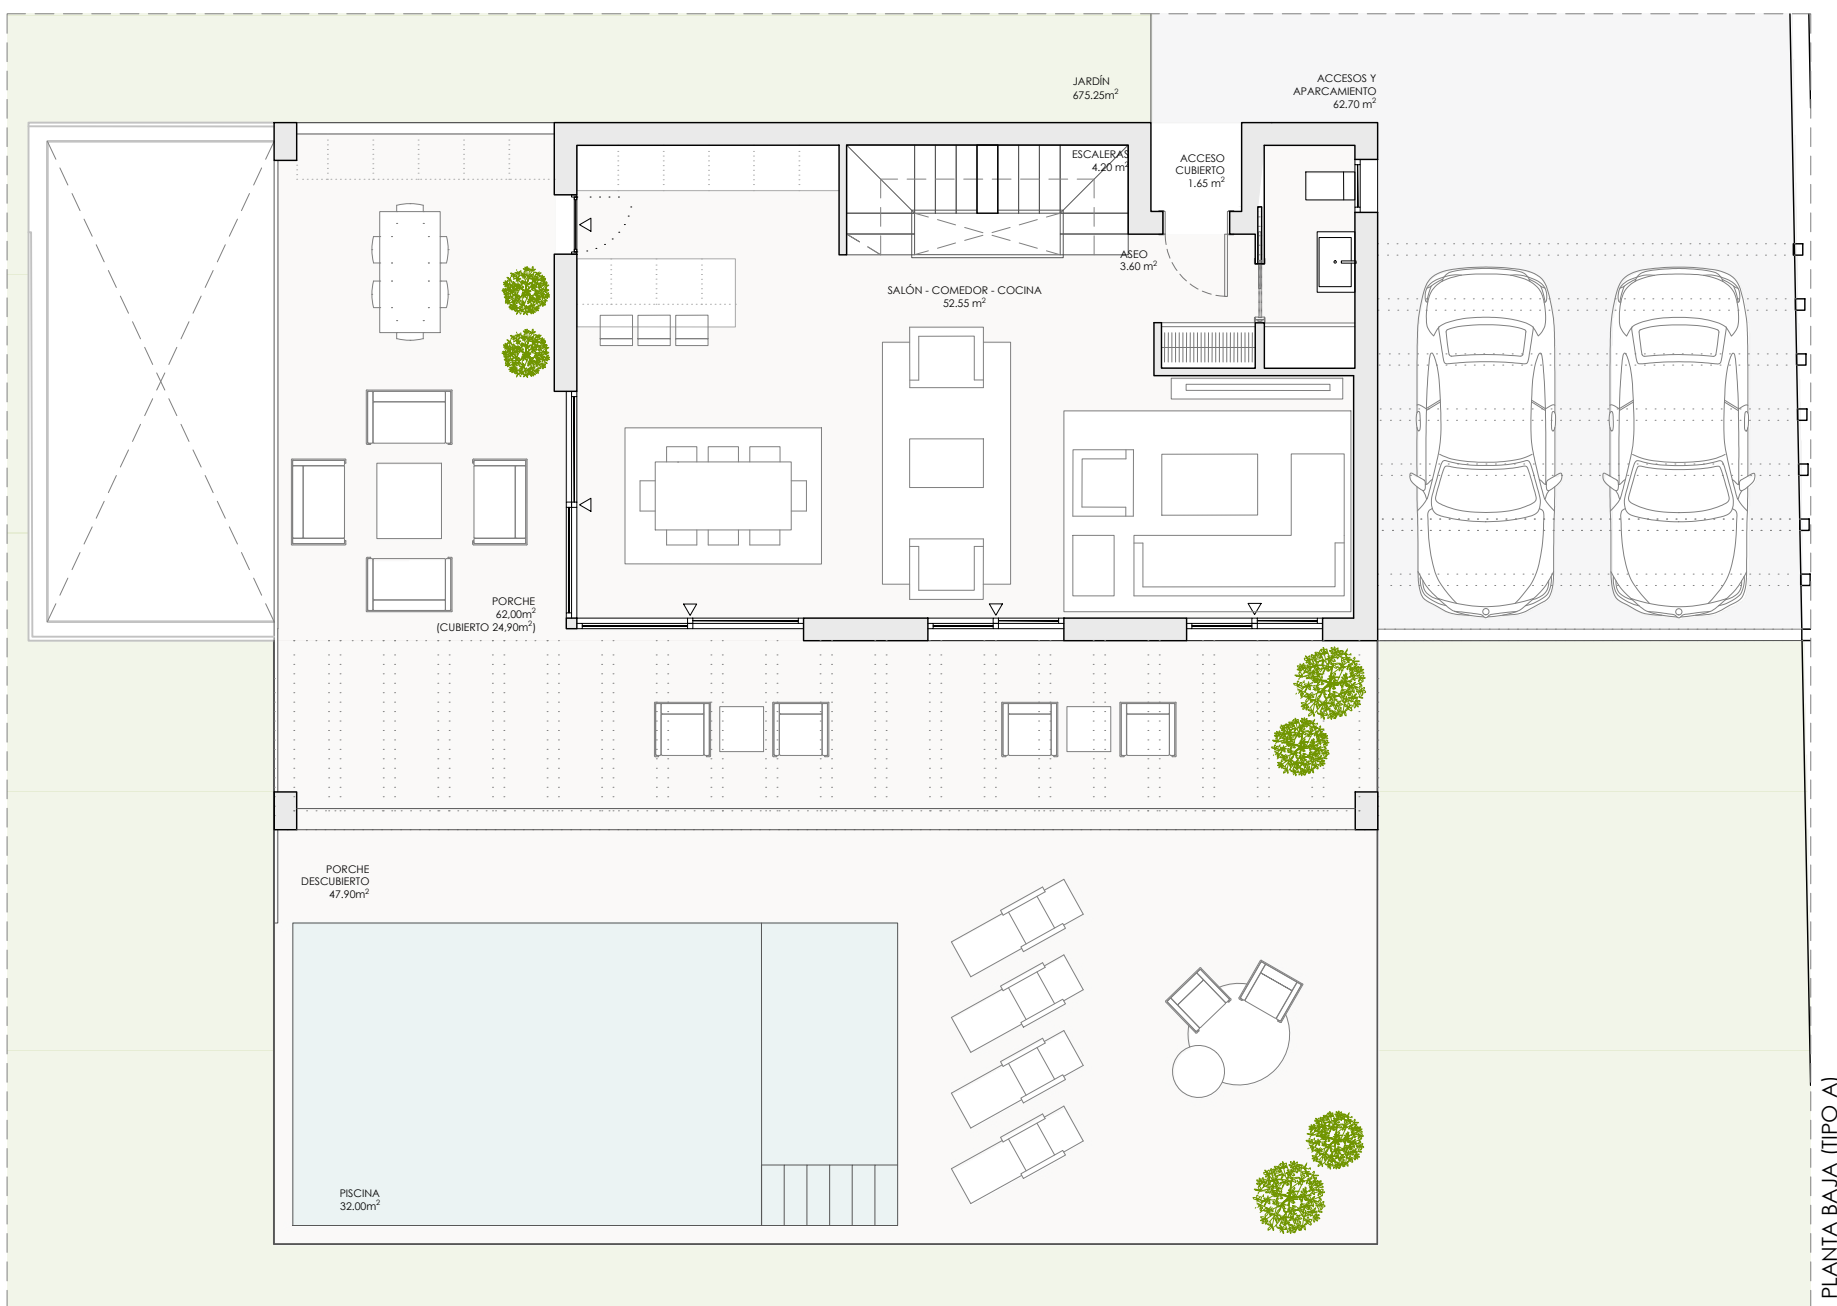 JARDÍN
675.25m²
ACCESOS Y
APARCAMIENTO
62.70 m²
ESCALERAS
4.20 m²
ACCESO
CUBIERTO
1.65 m²
ASEO
3.60 m²
SALÓN - COMEDOR - COCINA
52.55 m²
PORCHE
62,00m²
(CUBIERTO 24,90m²)
PORCHE
DESCUBIERTO
47.90m²
PISCINA
32.00m²
PLANTA BAJA (TIPO A)